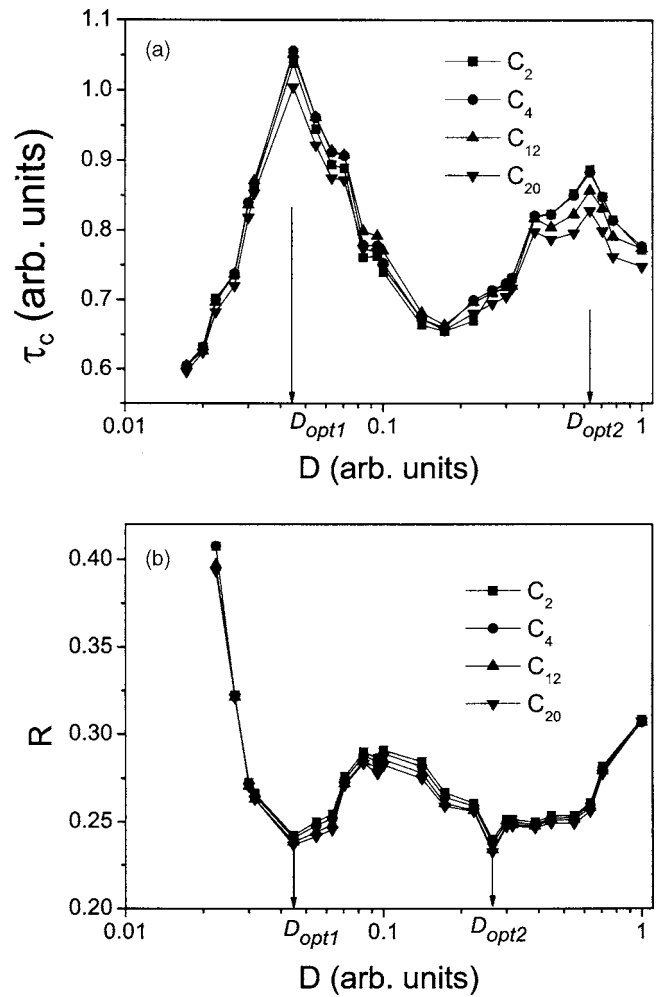 (a)
1.1
1.0
0.9
0.8
0.7
0.6
τc (arb. units)
C2
C4
C12
C20
Dopt1
Dopt2
0.01
0.1
1
D (arb. units)
(b)
0.40
0.35
0.30
0.25
0.20
R
C2
C4
C12
C20
Dopt1
Dopt2
0.01
0.1
1
D (arb. units)